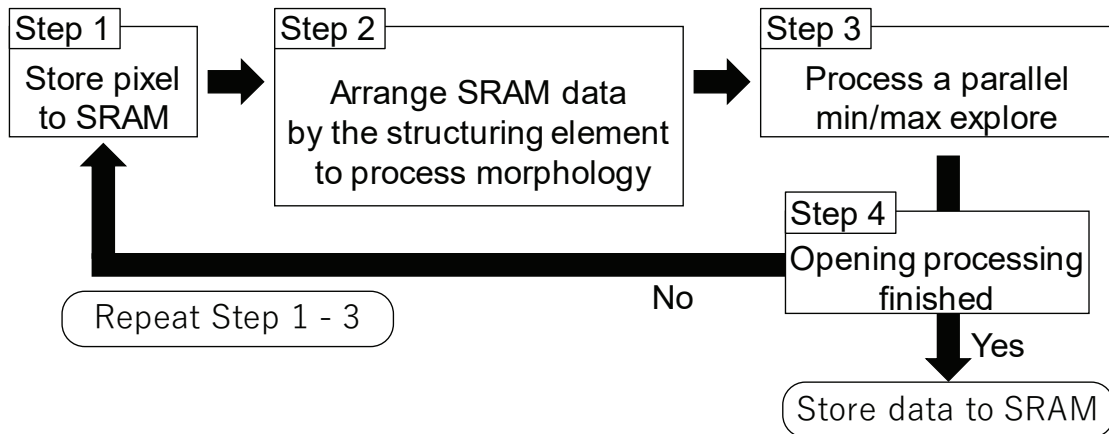 Step 1
Store pixel
to SRAM
Step 2
Arrange SRAM data
by the structuring element
to process morphology
Step 3
Process a parallel
min/max explore
Step 4
Opening processing
finished
No
Repeat Step 1 - 3
Yes
Store data to SRAM